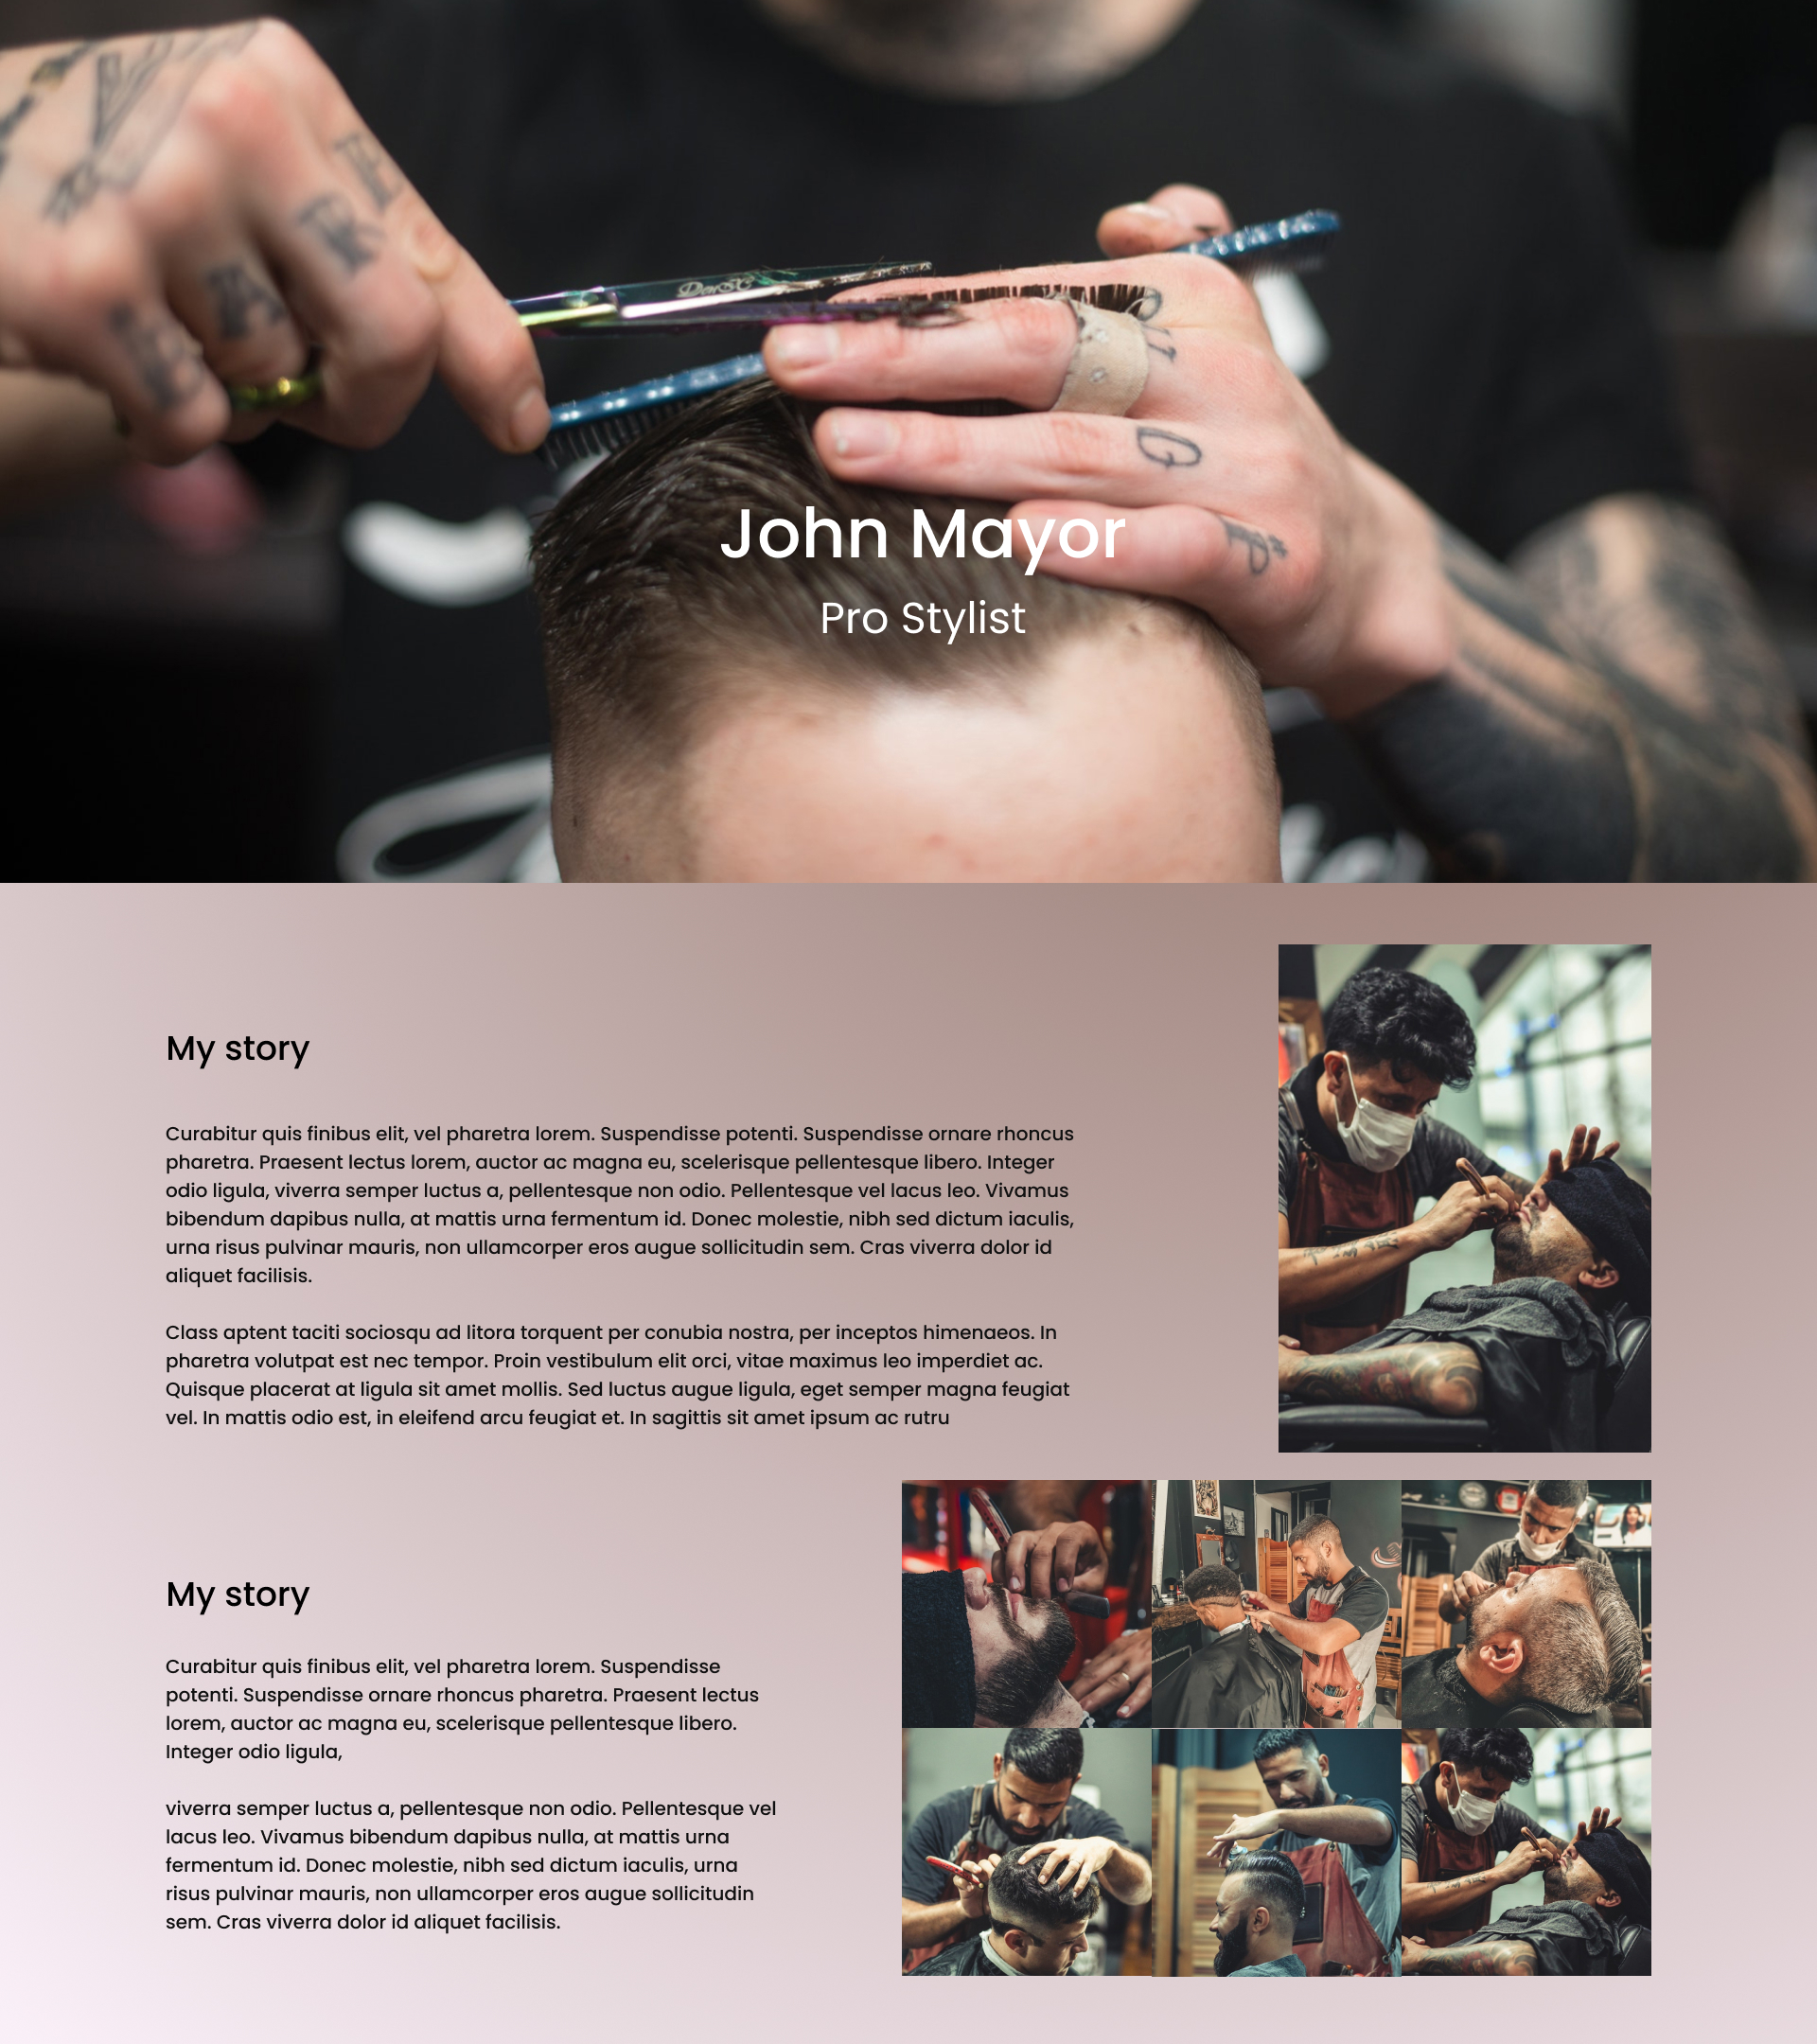 John Mayor
Pro Stylist
My story
Curabitur quis finibus elit, vel pharetra lorem. Suspendisse potenti. Suspendisse ornare rhoncus
pharetra. Praesent lectus lorem, auctor ac magna eu, scelerisque pellentesque libero. Integer
odio ligula, viverra semper luctus a, pellentesque non odio. Pellentesque vel lacus leo. Vivamus
bibendum dapibus nulla, at mattis urna fermentum id. Donec molestie, nibh sed dictum iaculis,
urna risus pulvinar mauris, non ullamcorper eros augue sollicitudin sem. Cras viverra dolor id
aliquet facilisis.
Class aptent taciti sociosqu ad litora torquent per conubia nostra, per inceptos himenaeos. In
pharetra volutpat est nec tempor. Proin vestibulum elit orci, vitae maximus leo imperdiet ac.
Quisque placerat at ligula sit amet mollis. Sed luctus augue ligula, eget semper magna feugiat
vel. In mattis odio est, in eleifend arcu feugiat et. In sagittis sit amet ipsum ac rutru
My story
Curabitur quis finibus elit, vel pharetra lorem. Suspendisse
potenti. Suspendisse ornare rhoncus pharetra. Praesent lectus
lorem, auctor ac magna eu, scelerisque pellentesque libero.
Integer odio ligula,
viverra semper luctus a, pellentesque non odio. Pellentesque vel
lacus leo. Vivamus bibendum dapibus nulla, at mattis urna
fermentum id. Donec molestie, nibh sed dictum iaculis, urna
risus pulvinar mauris, non ullamcorper eros augue sollicitudin
sem. Cras viverra dolor id aliquet facilisis.